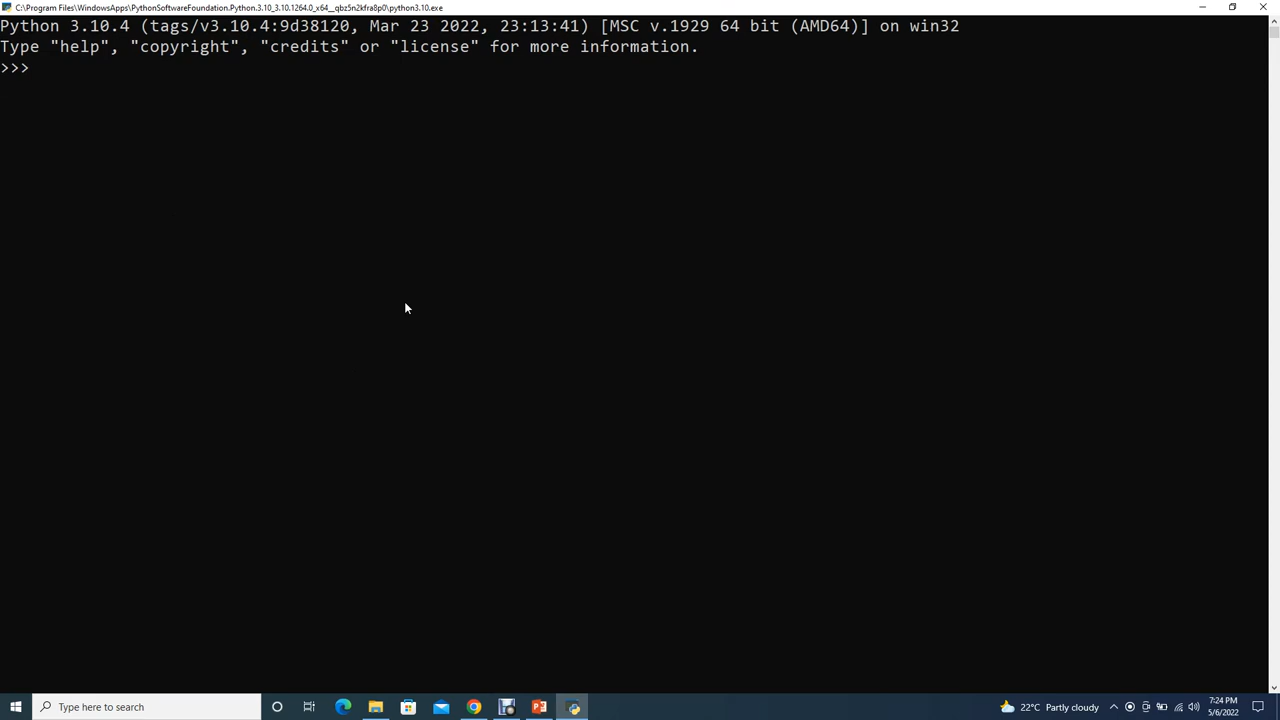 C:\Program Files\WindowsApps\PythonSoftwareFoundation.Python.3.10_3.10.1264.0_x64__qbz5n2kfra8p0\python3.10.exe
Python 3.10.4 (tags/v3.10.4:9d38120, Mar 23 2022, 23:13:41) [MSC v.1929 64 bit (AMD64)] on win32
Type "help", "copyright", "credits" or "license" for more information.
>>>
Type here to search
22°C Partly cloudy
7:24 PM
5/6/2022